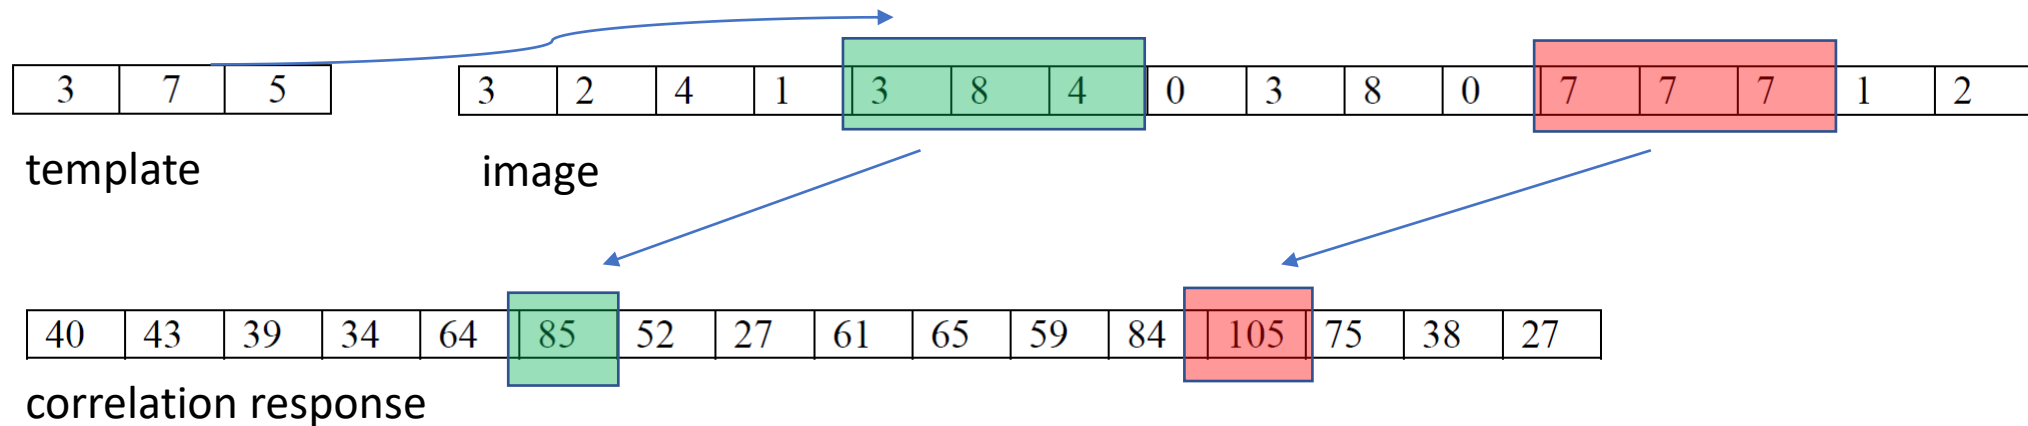 3 7 5 3 2 4 1 3 8 4 0 3 8 0 7 7 7 1 2
template image
40 43 39 34 64 85 52 27 61 65 59 84 105 75 38 27
correlation response